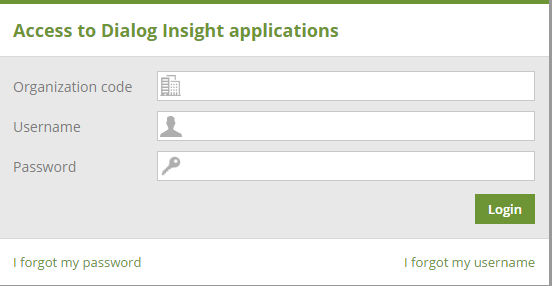 Access to Dialog Insight applications
Organization code
Username
Password
Login
I forgot my password I forgot my username